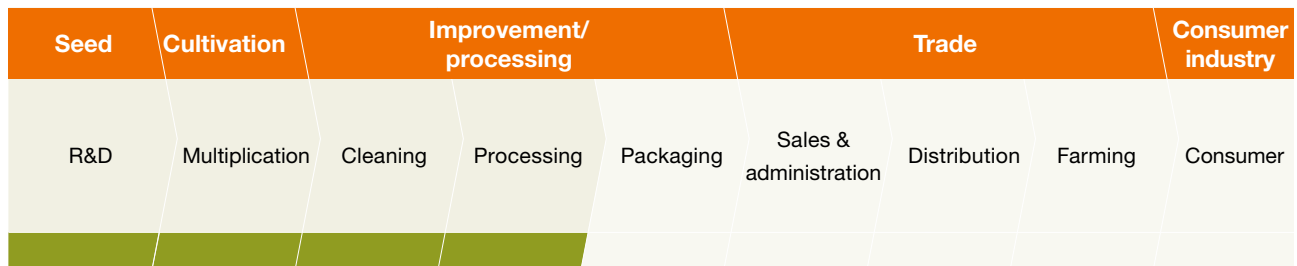 Seed
Cultivation
Improvement/
processing
Trade
Consumer
industry
R&D
Multiplication
Cleaning
Processing
Packaging
Sales &
administration
Distribution
Farming
Consumer